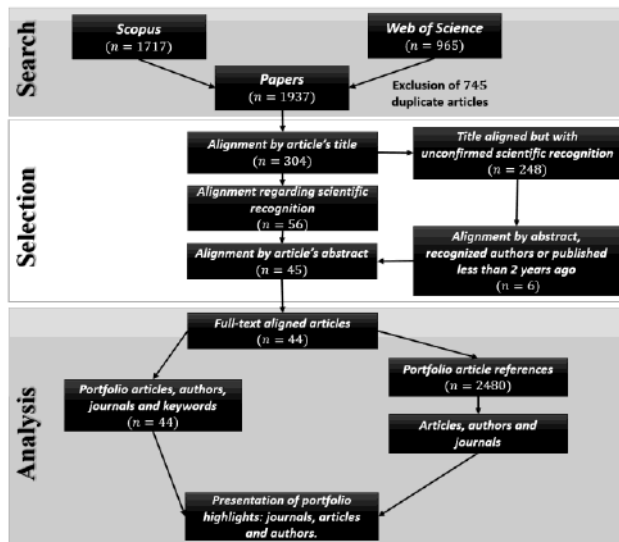 Search
Scopus
(n = 1717)
Web of Science
(n = 965)
Papers
(n = 1937)
Exclusion of 745
duplicate articles
Selection
Alignment by article's title
(n = 304)
Title aligned but with
unconfirmed scientific recognition
(n = 248)
Alignment regarding scientific
recognition
(n = 56)
Alignment by article's abstract
(n = 45)
Alignment by abstract,
recognized authors or published
less than 2 years ago
(n = 6)
Analysis
Full-text aligned articles
(n = 44)
Portfolio articles, authors,
journals and keywords
(n = 44)
Portfolio article references
(n = 2480)
Articles, authors and
journals
Presentation of portfolio
highlights: journals, articles
and authors.